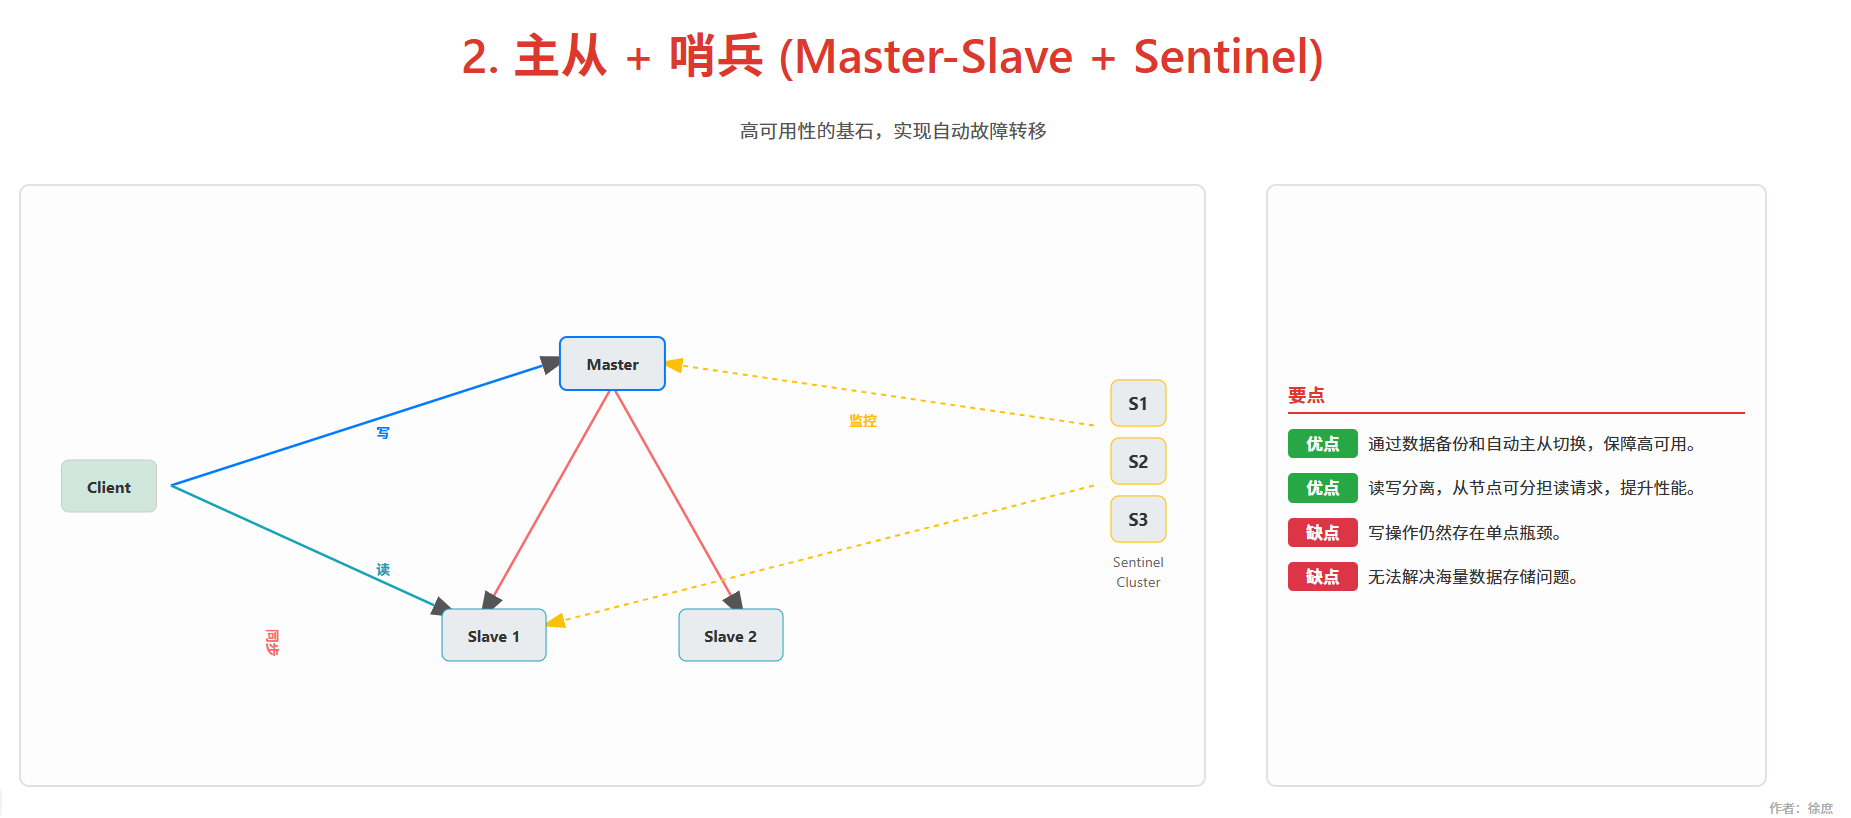 2. 主从 + 哨兵 (Master-Slave + Sentinel)
高可用性的基石，实现自动故障转移
Master
写
监控
Client
读
同步
Slave 1
Slave 2
S1
S2
S3
Sentinel
Cluster
要点
优点 通过数据备份和自动主从切换，保障高可用。
优点 读写分离，从节点可分担读请求，提升性能。
缺点 写操作仍然存在单点瓶颈。
缺点 无法解决海量数据存储问题。
作者：徐庶